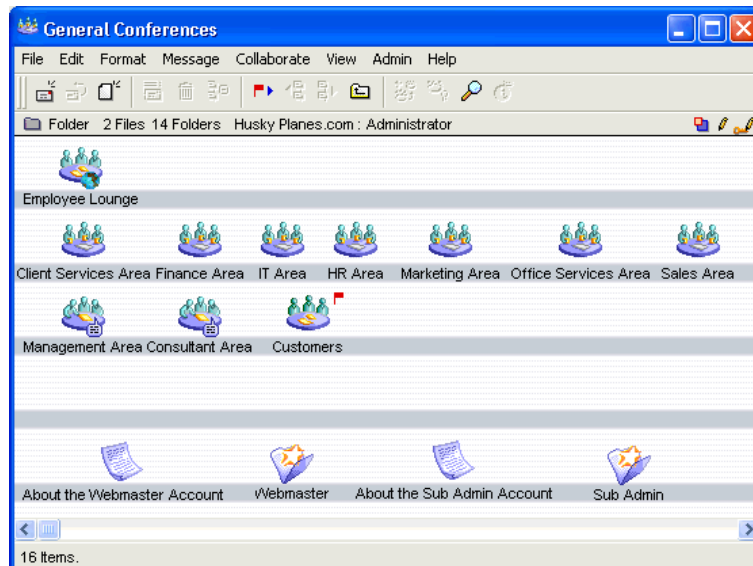 General Conferences
File Edit Format Message Collaborate View Admin Help
Folder 2 Files 14 Folders Husky Planes.com : Administrator
Employee Lounge
Client Services Area Finance Area IT Area HR Area Marketing Area Office Services Area Sales Area
Management Area Consultant Area Customers
About the Webmaster Account Webmaster About the Sub Admin Account Sub Admin
16 Items.